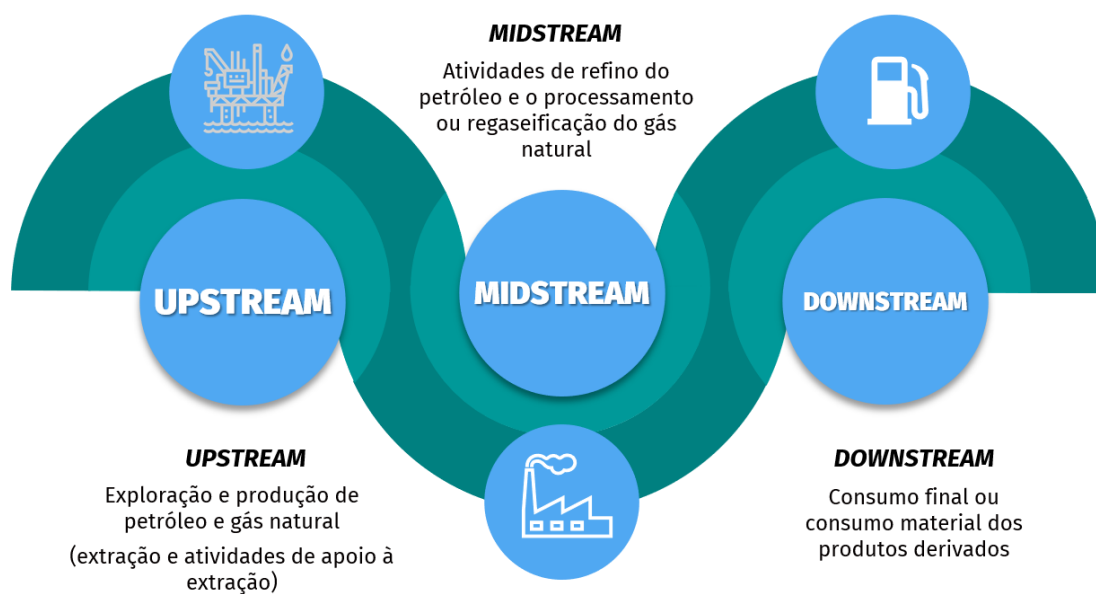 MIDSTREAM
Atividades de refino do
petróleo e o processamento
ou regaseificação do gás
natural
UPSTREAM
MIDSTREAM
DOWNSTREAM
UPSTREAM
Exploração e produção de
petróleo e gás natural
(extração e atividades de apoio à
extração)
DOWNSTREAM
Consumo final ou
consumo material dos
produtos derivados